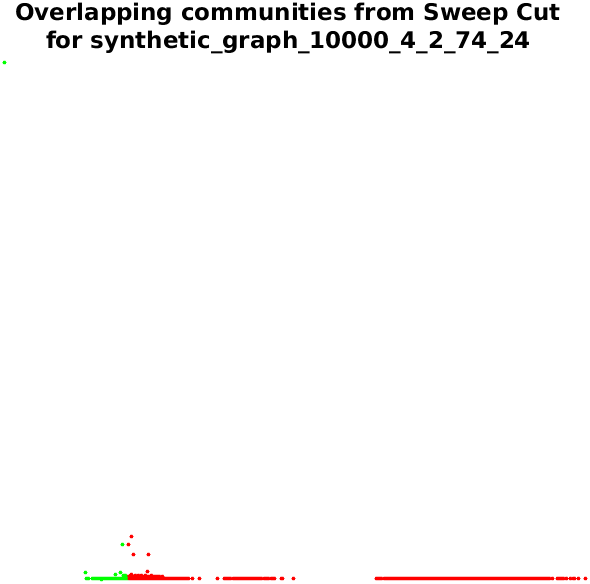 Overlapping communities from Sweep Cut
for synthetic_graph_10000_4_2_74_24